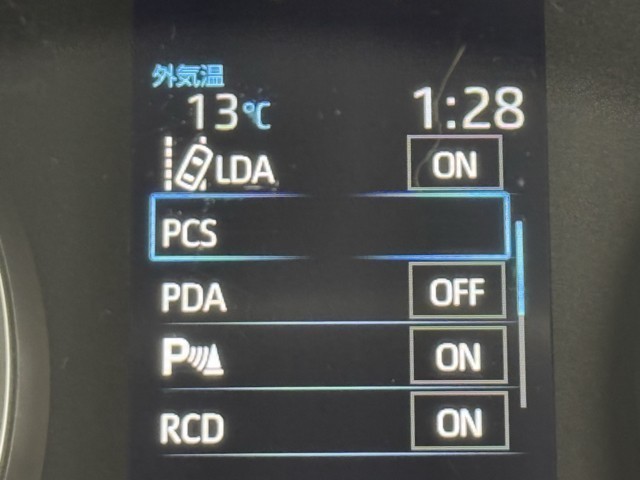 外気温
13℃ 1:28
LDA ON
PCS
PDA OFF
P ON
RCD ON